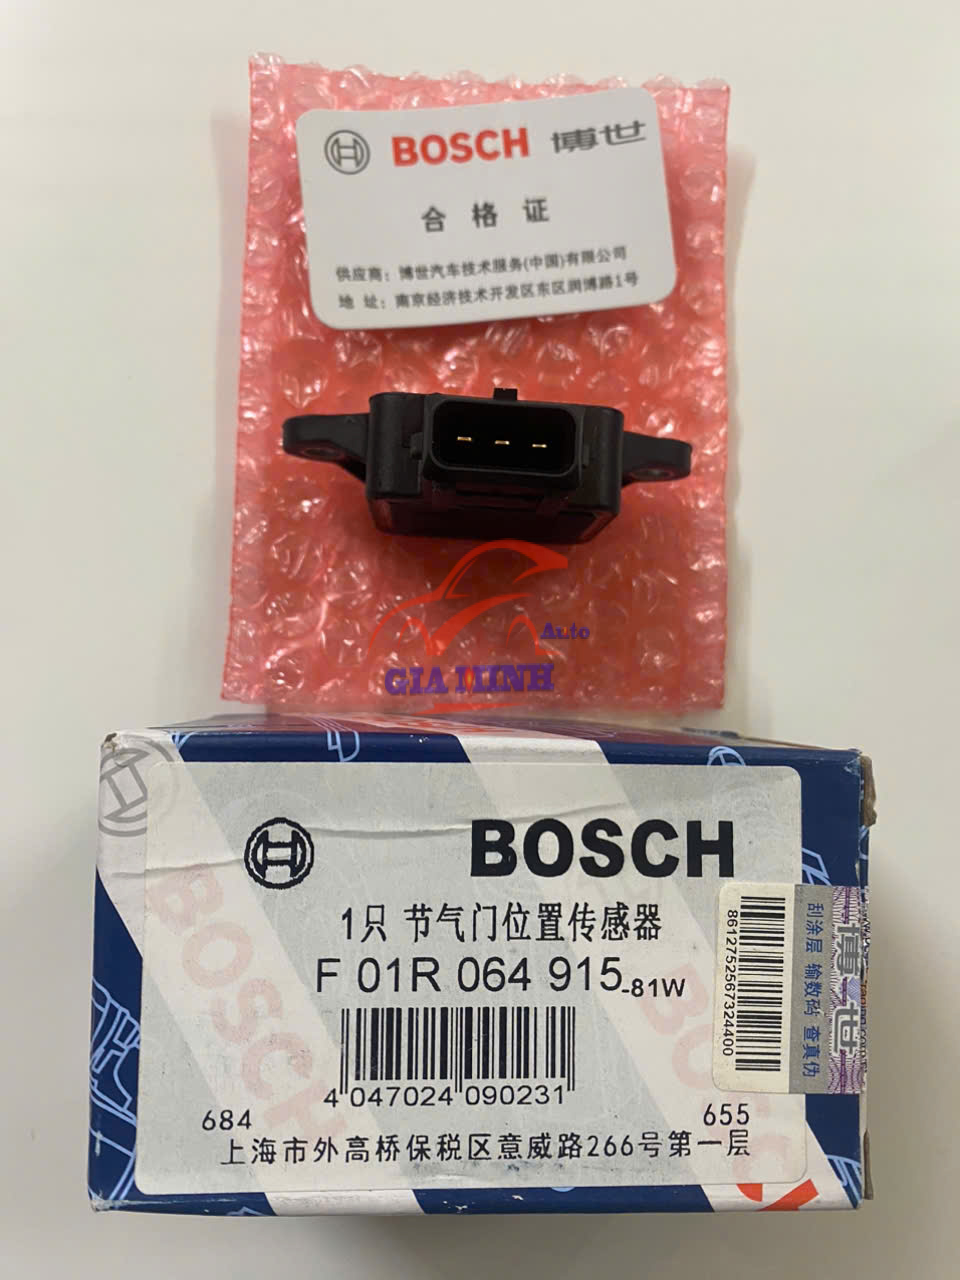 BOSCH 博世
合格证
供应商：博世汽车技术服务(中国)有限公司
地 址：南京经济技术开发区东区润博路1号
Auto
GIA MINH
BOSCH
1只 节气门位置传感器
F 01R 064 915-81W
4 047024 090231
684
655
上海市外高桥保税区意威路266号第一层
8612752567324400
刮涂层 输数码 查真伪
博世
BOSCH